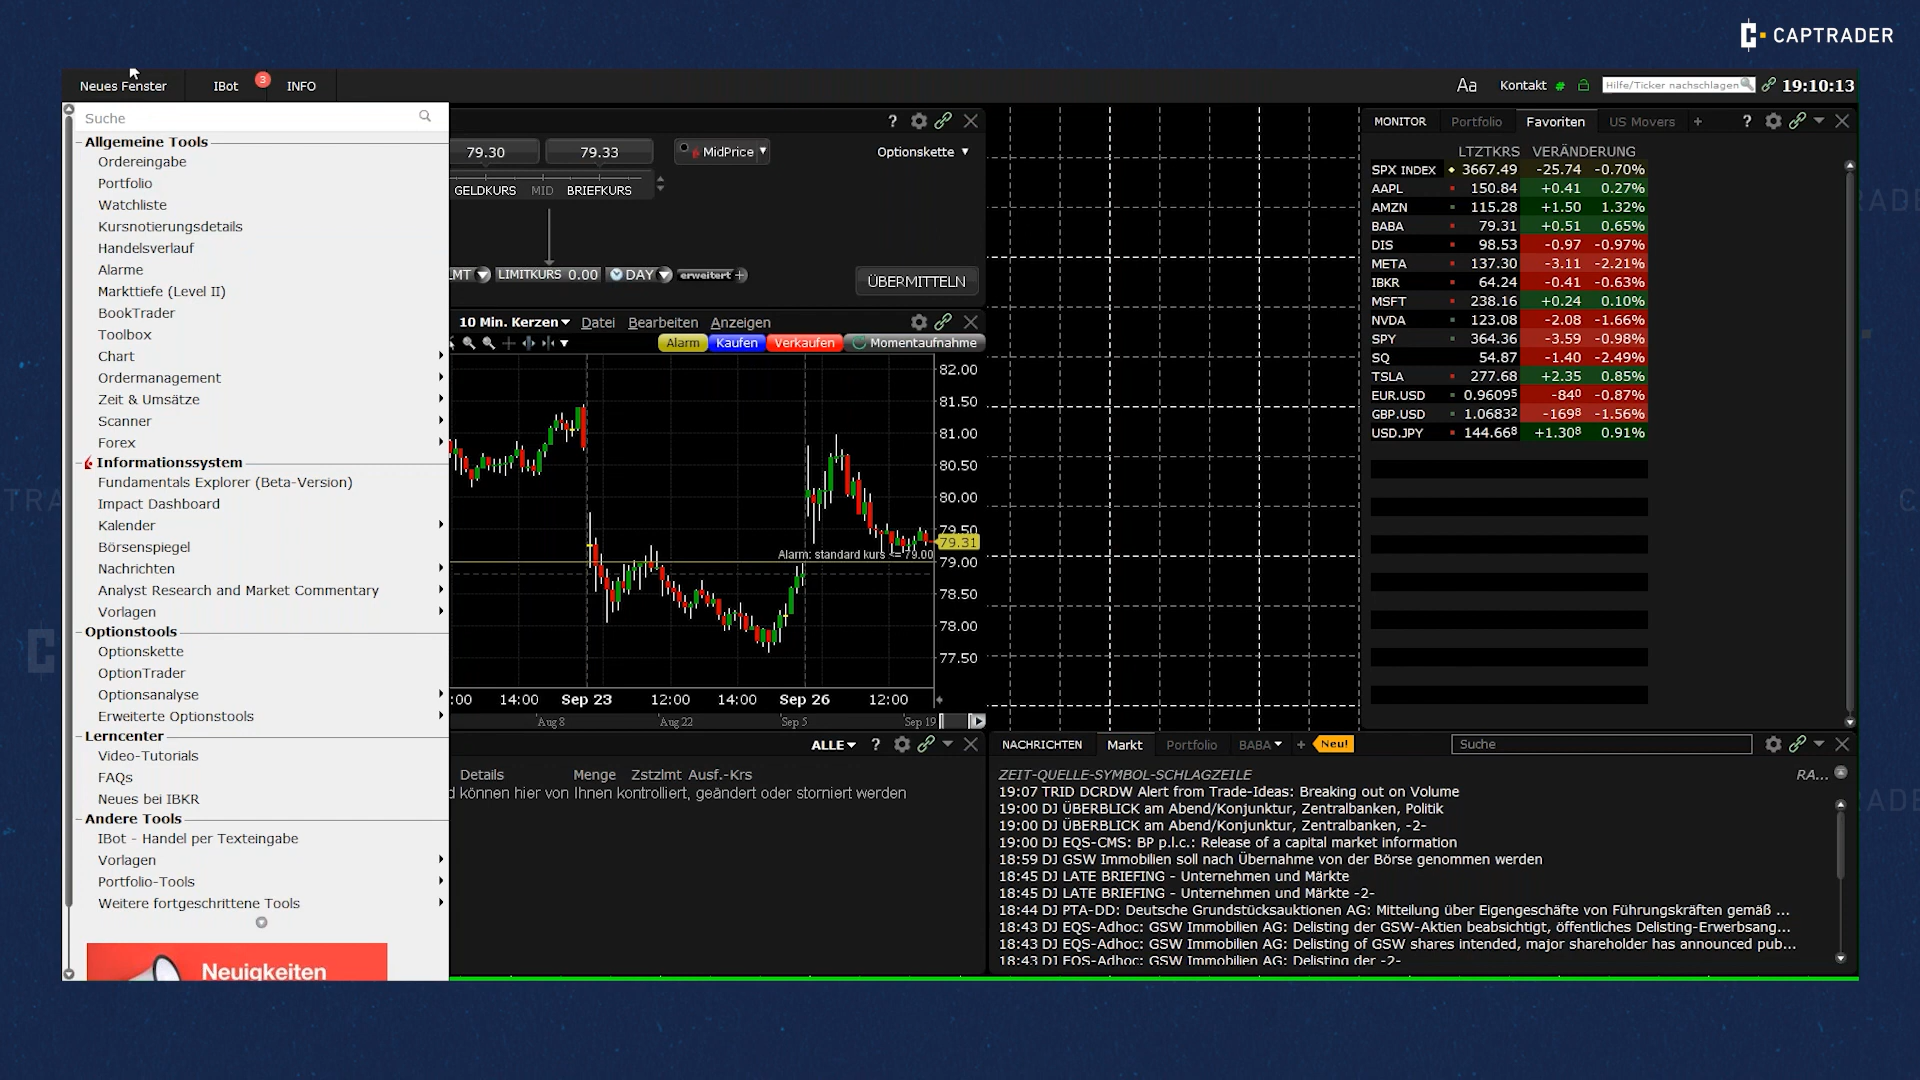 CAPTRADER
Neues Fenster
IBot
3
INFO
Aa
Kontakt
Hilfe/Ticker nachschlagen
19:10:13
Suche
Allgemeine Tools
Ordereingabe
Portfolio
Watchliste
Kursnotierungsdetails
Handelsverlauf
Alarme
Markttiefe (Level II)
BookTrader
Toolbox
Chart
Ordermanagement
Zeit & Umsätze
Scanner
Forex
Informationssystem
Fundamentals Explorer (Beta-Version)
Impact Dashboard
Kalender
Börsenspiegel
Nachrichten
Analyst Research and Market Commentary
Vorlagen
Optionstools
Optionskette
OptionTrader
Optionsanalyse
Erweiterte Optionstools
Lerncenter
Video-Tutorials
FAQs
Neues bei IBKR
Andere Tools
IBot - Handel per Texteingabe
Vorlagen
Portfolio-Tools
Weitere fortgeschrittene Tools
Neuigkeiten
?
79.30 79.33 MidPrice Optionskette
GELDKURS MID BRIEFKURS
LIMITKURS 0.00 DAY erweitert + ÜBERMITTELN
10 Min. Kerzen Datei Bearbeiten Anzeigen
Alarm Kaufen Verkaufen Momentaufnahme
82.00
81.50
81.00
80.50
80.00
79.50
79.31
Alarm: standard kurs <= 79.00
79.00
78.50
78.00
77.50
:00 14:00 Sep 23 12:00 14:00 Sep 26 12:00
Aug 8 Aug 22 Sep 5 Sep 19
ALLE ?
Details Menge Zstzlmt Ausf.-Krs
d können hier von Ihnen kontrolliert, geändert oder storniert werden
MONITOR Portfolio Favoriten US Movers + ?
LTZTKRS VERÄNDERUNG
SPX INDEX 3667.49 -25.74 -0.70%
AAPL 150.84 +0.41 0.27%
AMZN 115.28 +1.50 1.32%
BABA 79.31 +0.51 0.65%
DIS 98.53 -0.97 -0.97%
META 137.30 -3.11 -2.21%
IBKR 64.24 -0.41 -0.63%
MSFT 238.16 +0.24 0.10%
NVDA 123.08 -2.08 -1.66%
SPY 364.36 -3.59 -0.98%
SQ 54.87 -1.40 -2.49%
TSLA 277.68 +2.35 0.85%
EUR.USD 0.9609⁵ -84⁰ -0.87%
GBP.USD 1.0683² -169⁸ -1.56%
USD.JPY 144.66⁸ +1.30⁸ 0.91%
NACHRICHTEN Markt Portfolio BABA + Neu! Suche
ZEIT-QUELLE-SYMBOL-SCHLAGZEILE RA...
19:07 TRID DCRDW Alert from Trade-Ideas: Breaking out on Volume
19:00 DJ ÜBERBLICK am Abend/Konjunktur, Zentralbanken, Politik
19:00 DJ ÜBERBLICK am Abend/Konjunktur, Zentralbanken, -2-
19:00 DJ EQS-CMS: BP p.l.c.: Release of a capital market information
18:59 DJ GSW Immobilien soll nach Übernahme von der Börse genommen werden
18:45 DJ LATE BRIEFING - Unternehmen und Märkte
18:45 DJ LATE BRIEFING - Unternehmen und Märkte -2-
18:44 DJ PTA-DD: Deutsche Grundstücksauktionen AG: Mitteilung über Eigengeschäfte von Führungskräften gemäß ...
18:43 DJ EQS-Adhoc: GSW Immobilien AG: Delisting der GSW-Aktien beabsichtigt, öffentliches Delisting-Erwerbsang...
18:43 DJ EQS-Adhoc: GSW Immobilien AG: Delisting of GSW shares intended, major shareholder has announced pub...
18:43 DJ EQS-Adhoc: GSW Immobilien AG: Delisting der -2-